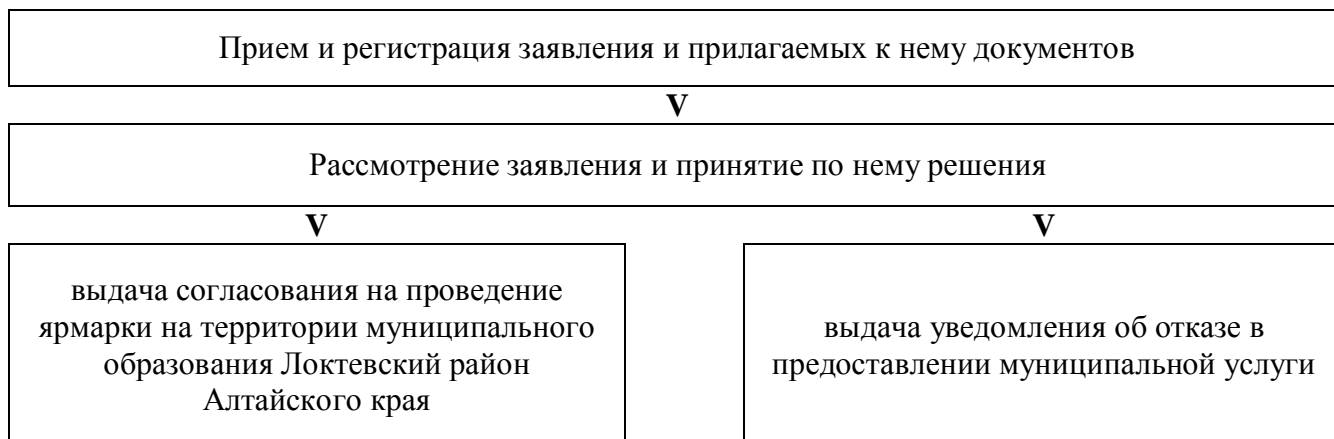 Прием и регистрация заявления и прилагаемых к нему документов
V
Рассмотрение заявления и принятие по нему решения
V V
выдача согласования на проведение
ярмарки на территории муниципального
образования Локтевский район
Алтайского края
выдача уведомления об отказе в
предоставлении муниципальной услуги